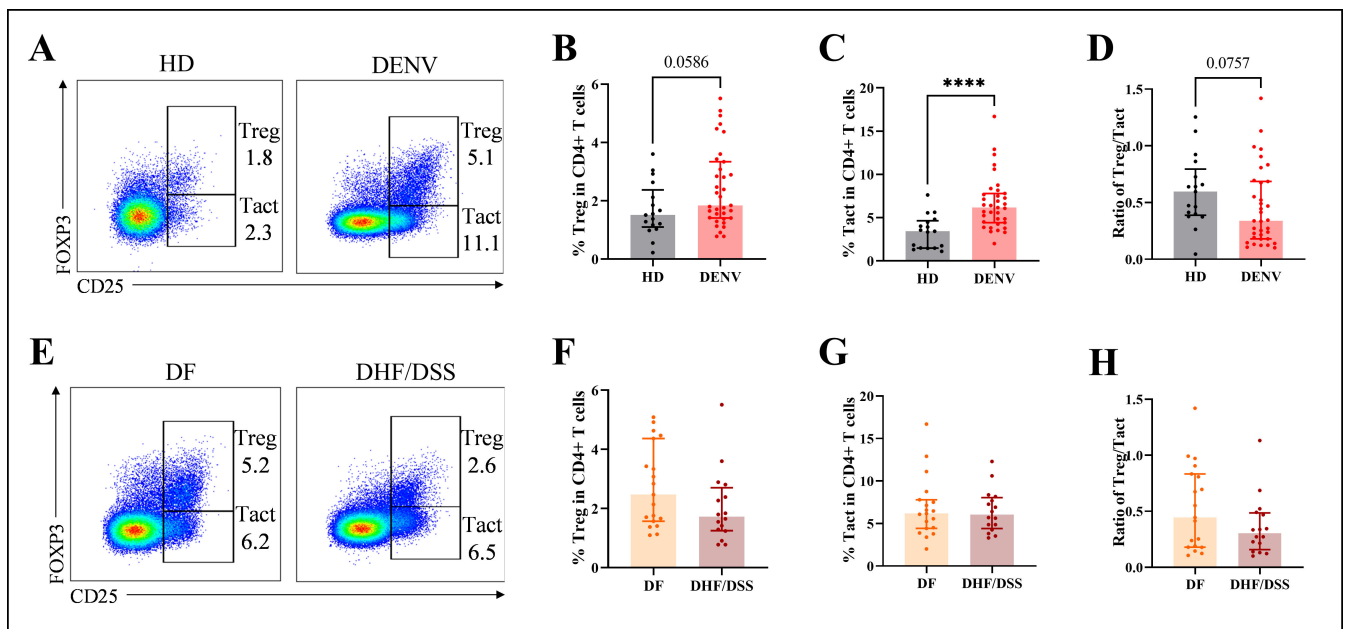 A
HD
DENV
Treg
1.8
Tact
2.3
Treg
5.1
Tact
11.1
FOXP3
CD25
B
0.0586
% Treg in CD4+ T cells
6
4
2
0
HD
DENV
C
****
% Tact in CD4+ T cells
20
15
10
5
0
HD
DENV
D
0.0757
Ratio of Treg/Tact
1.5
1.0
0.5
0.0
HD
DENV
E
DF
DHF/DSS
Treg
5.2
Tact
6.2
Treg
2.6
Tact
6.5
FOXP3
CD25
F
% Treg in CD4+ T cells
6
4
2
0
DF
DHF/DSS
G
% Tact in CD4+ T cells
20
15
10
5
0
DF
DHF/DSS
H
Ratio of Treg/Tact
1.5
1.0
0.5
0.0
DF
DHF/DSS